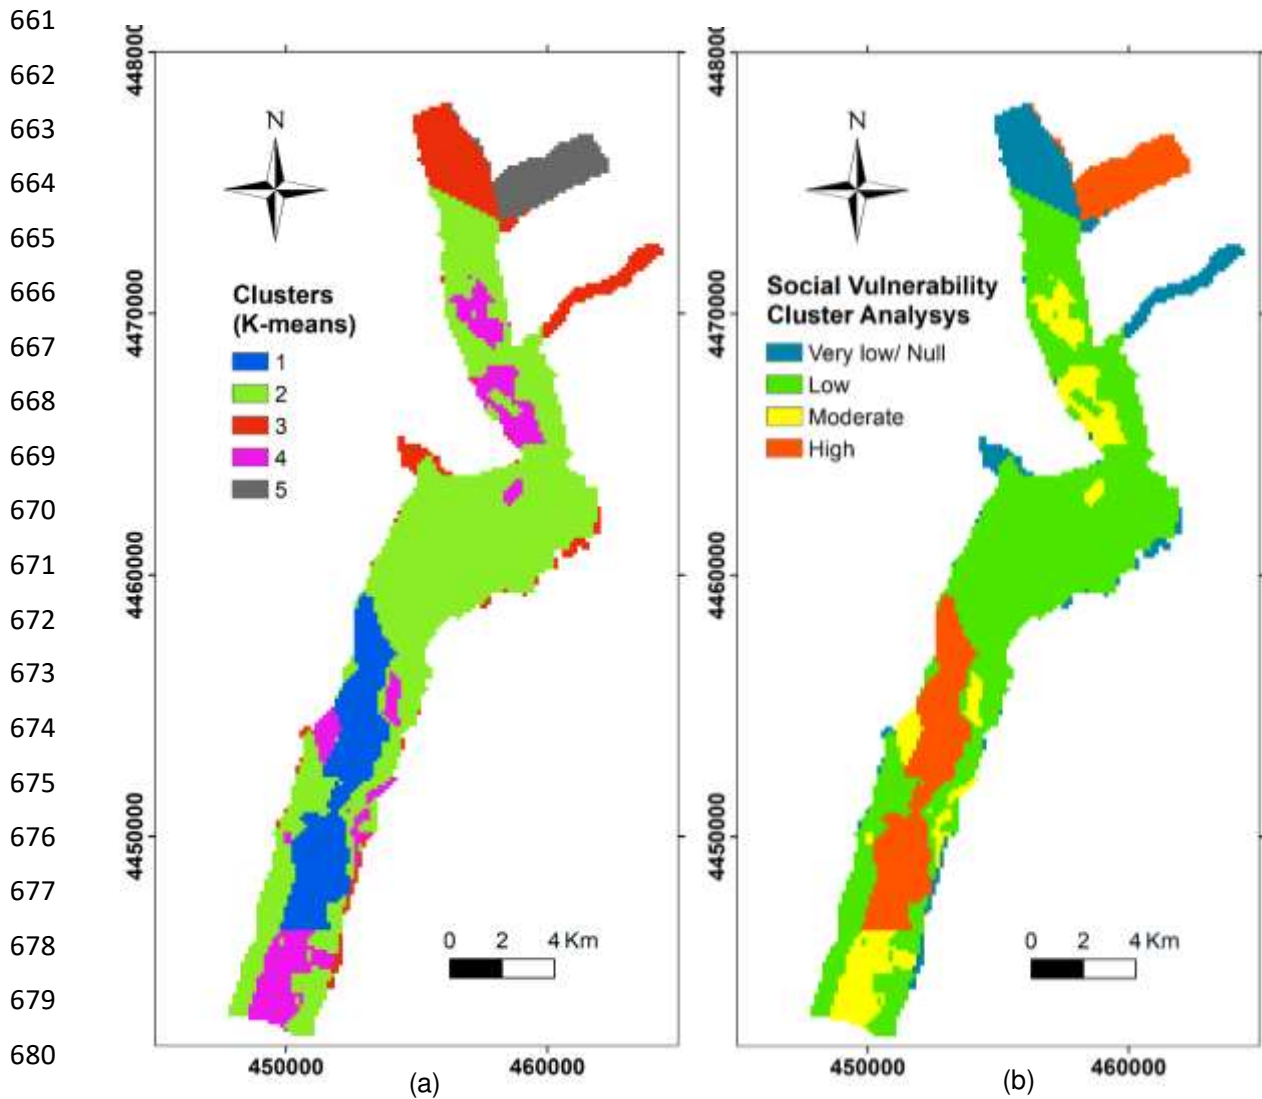 661
662
663
664
665
666
667
668
669
670
671
672
673
674
675
676
677
678
679
680
4480000
4470000
4460000
4450000
N
Clusters
(K-means)
1
2
3
4
5
0 2 4 Km
450000 460000
(a)
4480000
4470000
4460000
4450000
N
Social Vulnerability
Cluster Analysys
Very low/ Null
Low
Moderate
High
0 2 4 Km
450000 460000
(b)